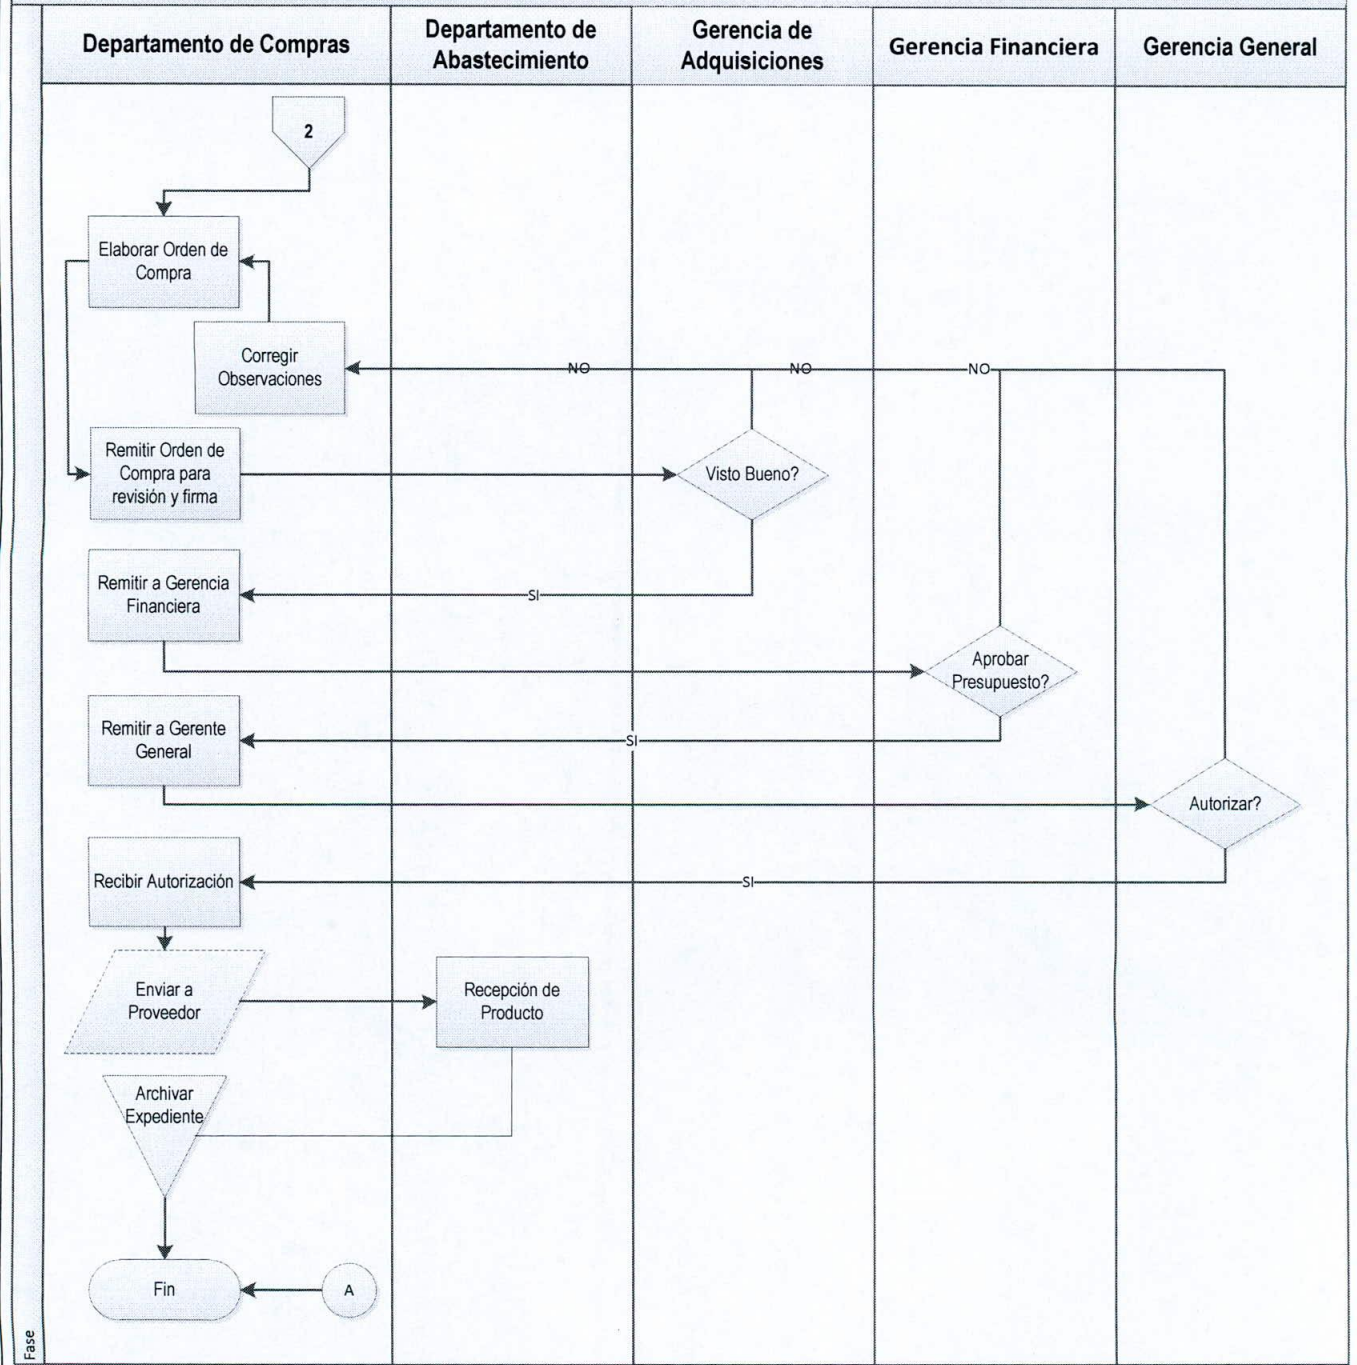 Departamento de Compras
Departamento de
Abastecimiento
Gerencia de
Adquisiciones
Gerencia Financiera
Gerencia General
2
Elaborar Orden de
Compra
Corregir
Observaciones
NO
NO
NO
Remitir Orden de
Compra para
revisión y firma
Visto Bueno?
Remitir a Gerencia
Financiera
SI
Aprobar
Presupuesto?
Remitir a Gerente
General
SI
Autorizar?
Recibir Autorización
SI
Enviar a
Proveedor
Recepción de
Producto
Archivar
Expediente
Fin
A
Fase